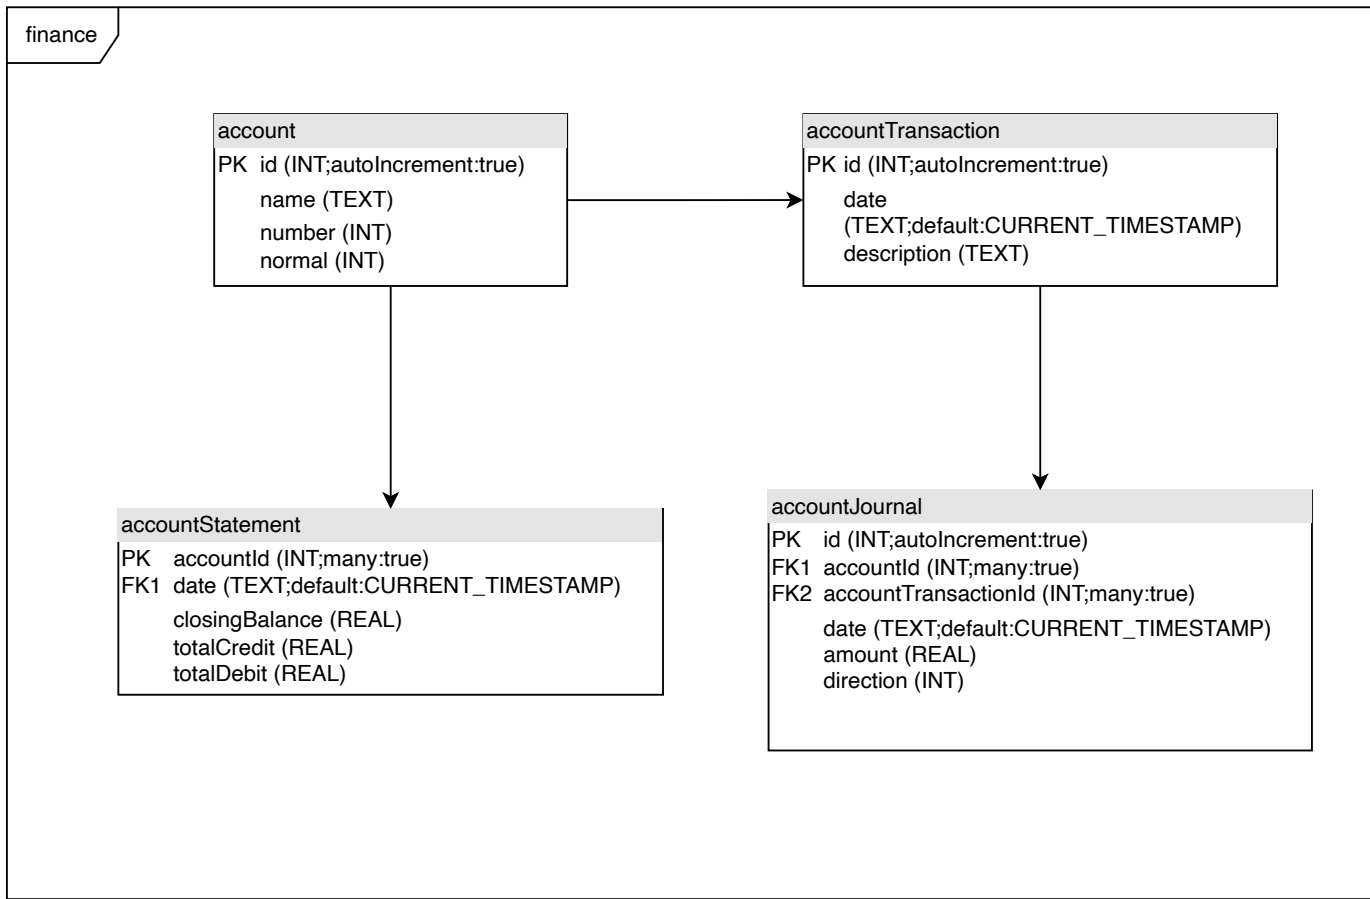 finance
account
PK id (INT;autoIncrement:true)
name (TEXT)
number (INT)
normal (INT)
accountTransaction
PK id (INT;autoIncrement:true)
date
(TEXT;default:CURRENT_TIMESTAMP)
description (TEXT)
accountStatement
PK accountId (INT;many:true)
FK1 date (TEXT;default:CURRENT_TIMESTAMP)
closingBalance (REAL)
totalCredit (REAL)
totalDebit (REAL)
accountJournal
PK id (INT;autoIncrement:true)
FK1 accountId (INT;many:true)
FK2 accountTransactionId (INT;many:true)
date (TEXT;default:CURRENT_TIMESTAMP)
amount (REAL)
direction (INT)